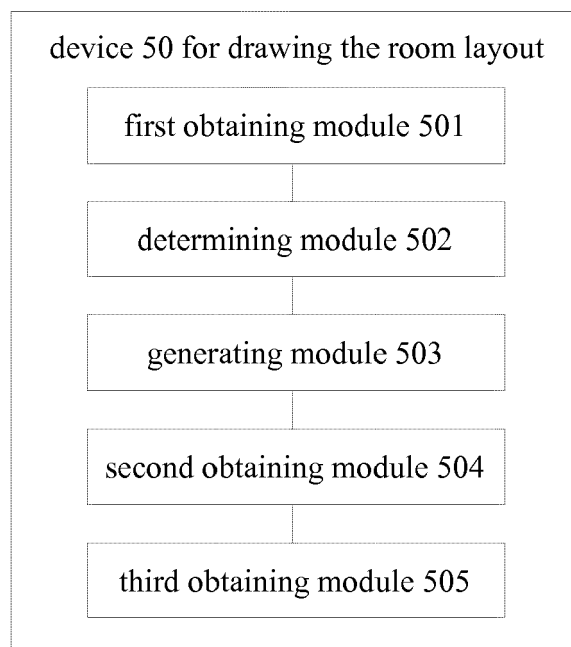 device 50 for drawing the room layout
first obtaining module 501
determining module 502
generating module 503
second obtaining module 504
third obtaining module 505